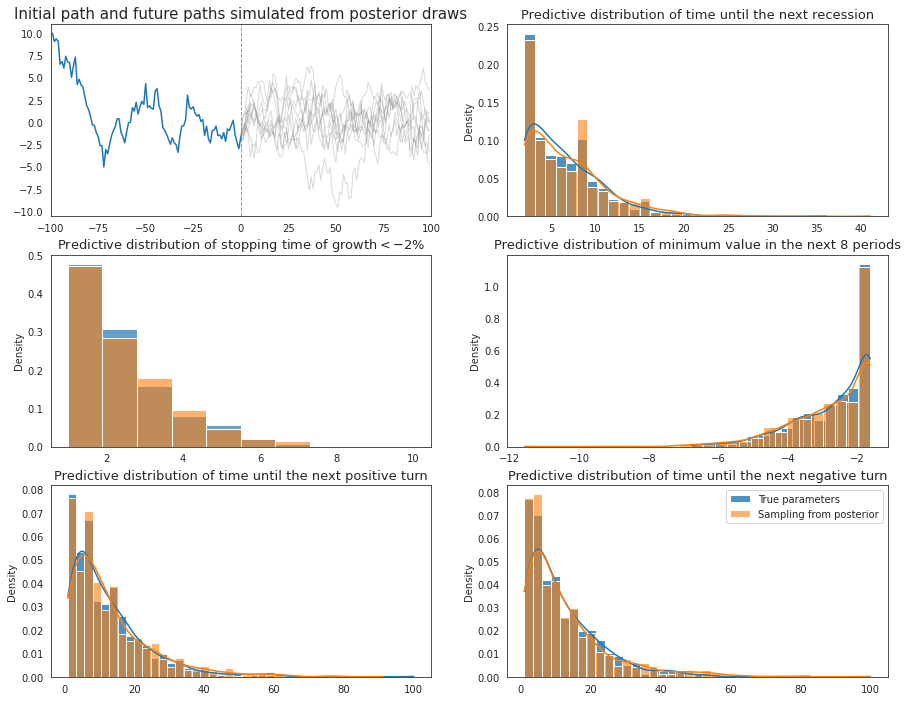 Initial path and future paths simulated from posterior draws
10.0
7.5
5.0
2.5
0.0
−2.5
−5.0
−7.5
−10.0
−100 −75 −50 −25 0 25 50 75 100
Predictive distribution of time until the next recession
Density
0.25
0.20
0.15
0.10
0.05
0.00
5 10 15 20 25 30 35 40
Predictive distribution of stopping time of growth < −2%
Density
0.5
0.4
0.3
0.2
0.1
0.0
2 4 6 8 10
Predictive distribution of minimum value in the next 8 periods
Density
1.0
0.8
0.6
0.4
0.2
0.0
−12 −10 −8 −6 −4 −2
Predictive distribution of time until the next positive turn
Density
0.08
0.07
0.06
0.05
0.04
0.03
0.02
0.01
0.00
0 20 40 60 80 100
Predictive distribution of time until the next negative turn
True parameters
Sampling from posterior
Density
0.08
0.07
0.06
0.05
0.04
0.03
0.02
0.01
0.00
0 20 40 60 80 100